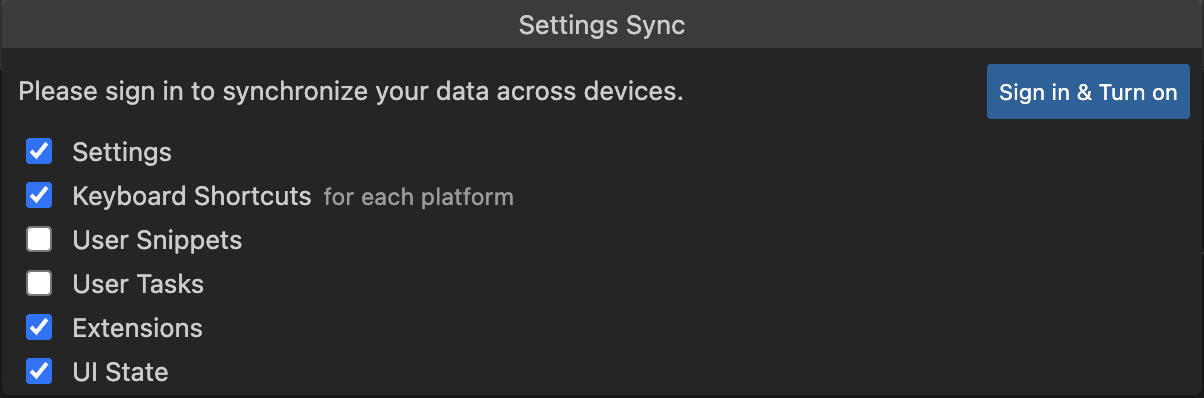 Settings Sync
Please sign in to synchronize your data across devices.
Sign in & Turn on
Settings
Keyboard Shortcuts for each platform
User Snippets
User Tasks
Extensions
UI State